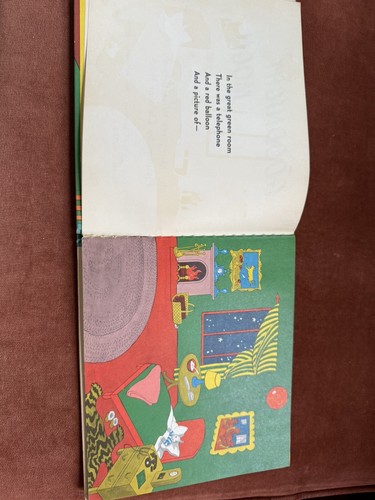 In the great green room
There was a telephone
And a red balloon
And a picture of—